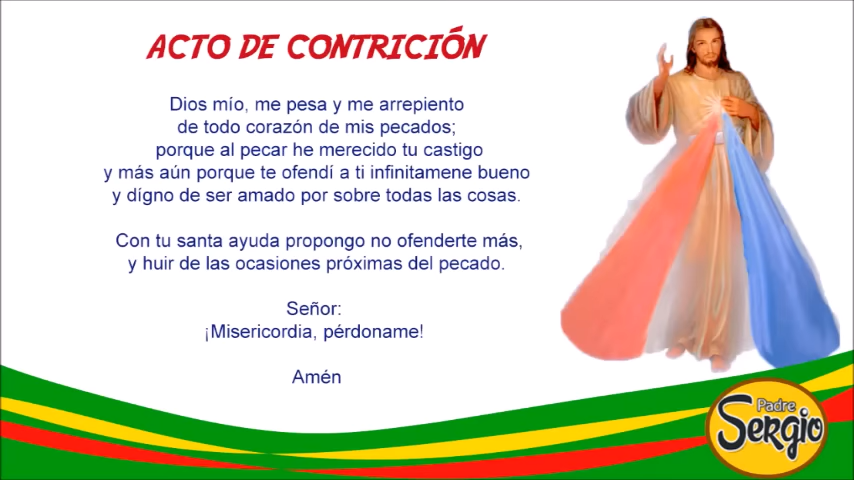 ACTO DE CONTRICIÓN
Dios mío, me pesa y me arrepiento
de todo corazón de mis pecados;
porque al pecar he merecido tu castigo
y más aún porque te ofendí a ti infinitamene bueno
y dígno de ser amado por sobre todas las cosas.
Con tu santa ayuda propongo no ofenderte más,
y huir de las ocasiones próximas del pecado.
Señor:
¡Misericordia, pérdoname!
Amén
Padre
Sergio